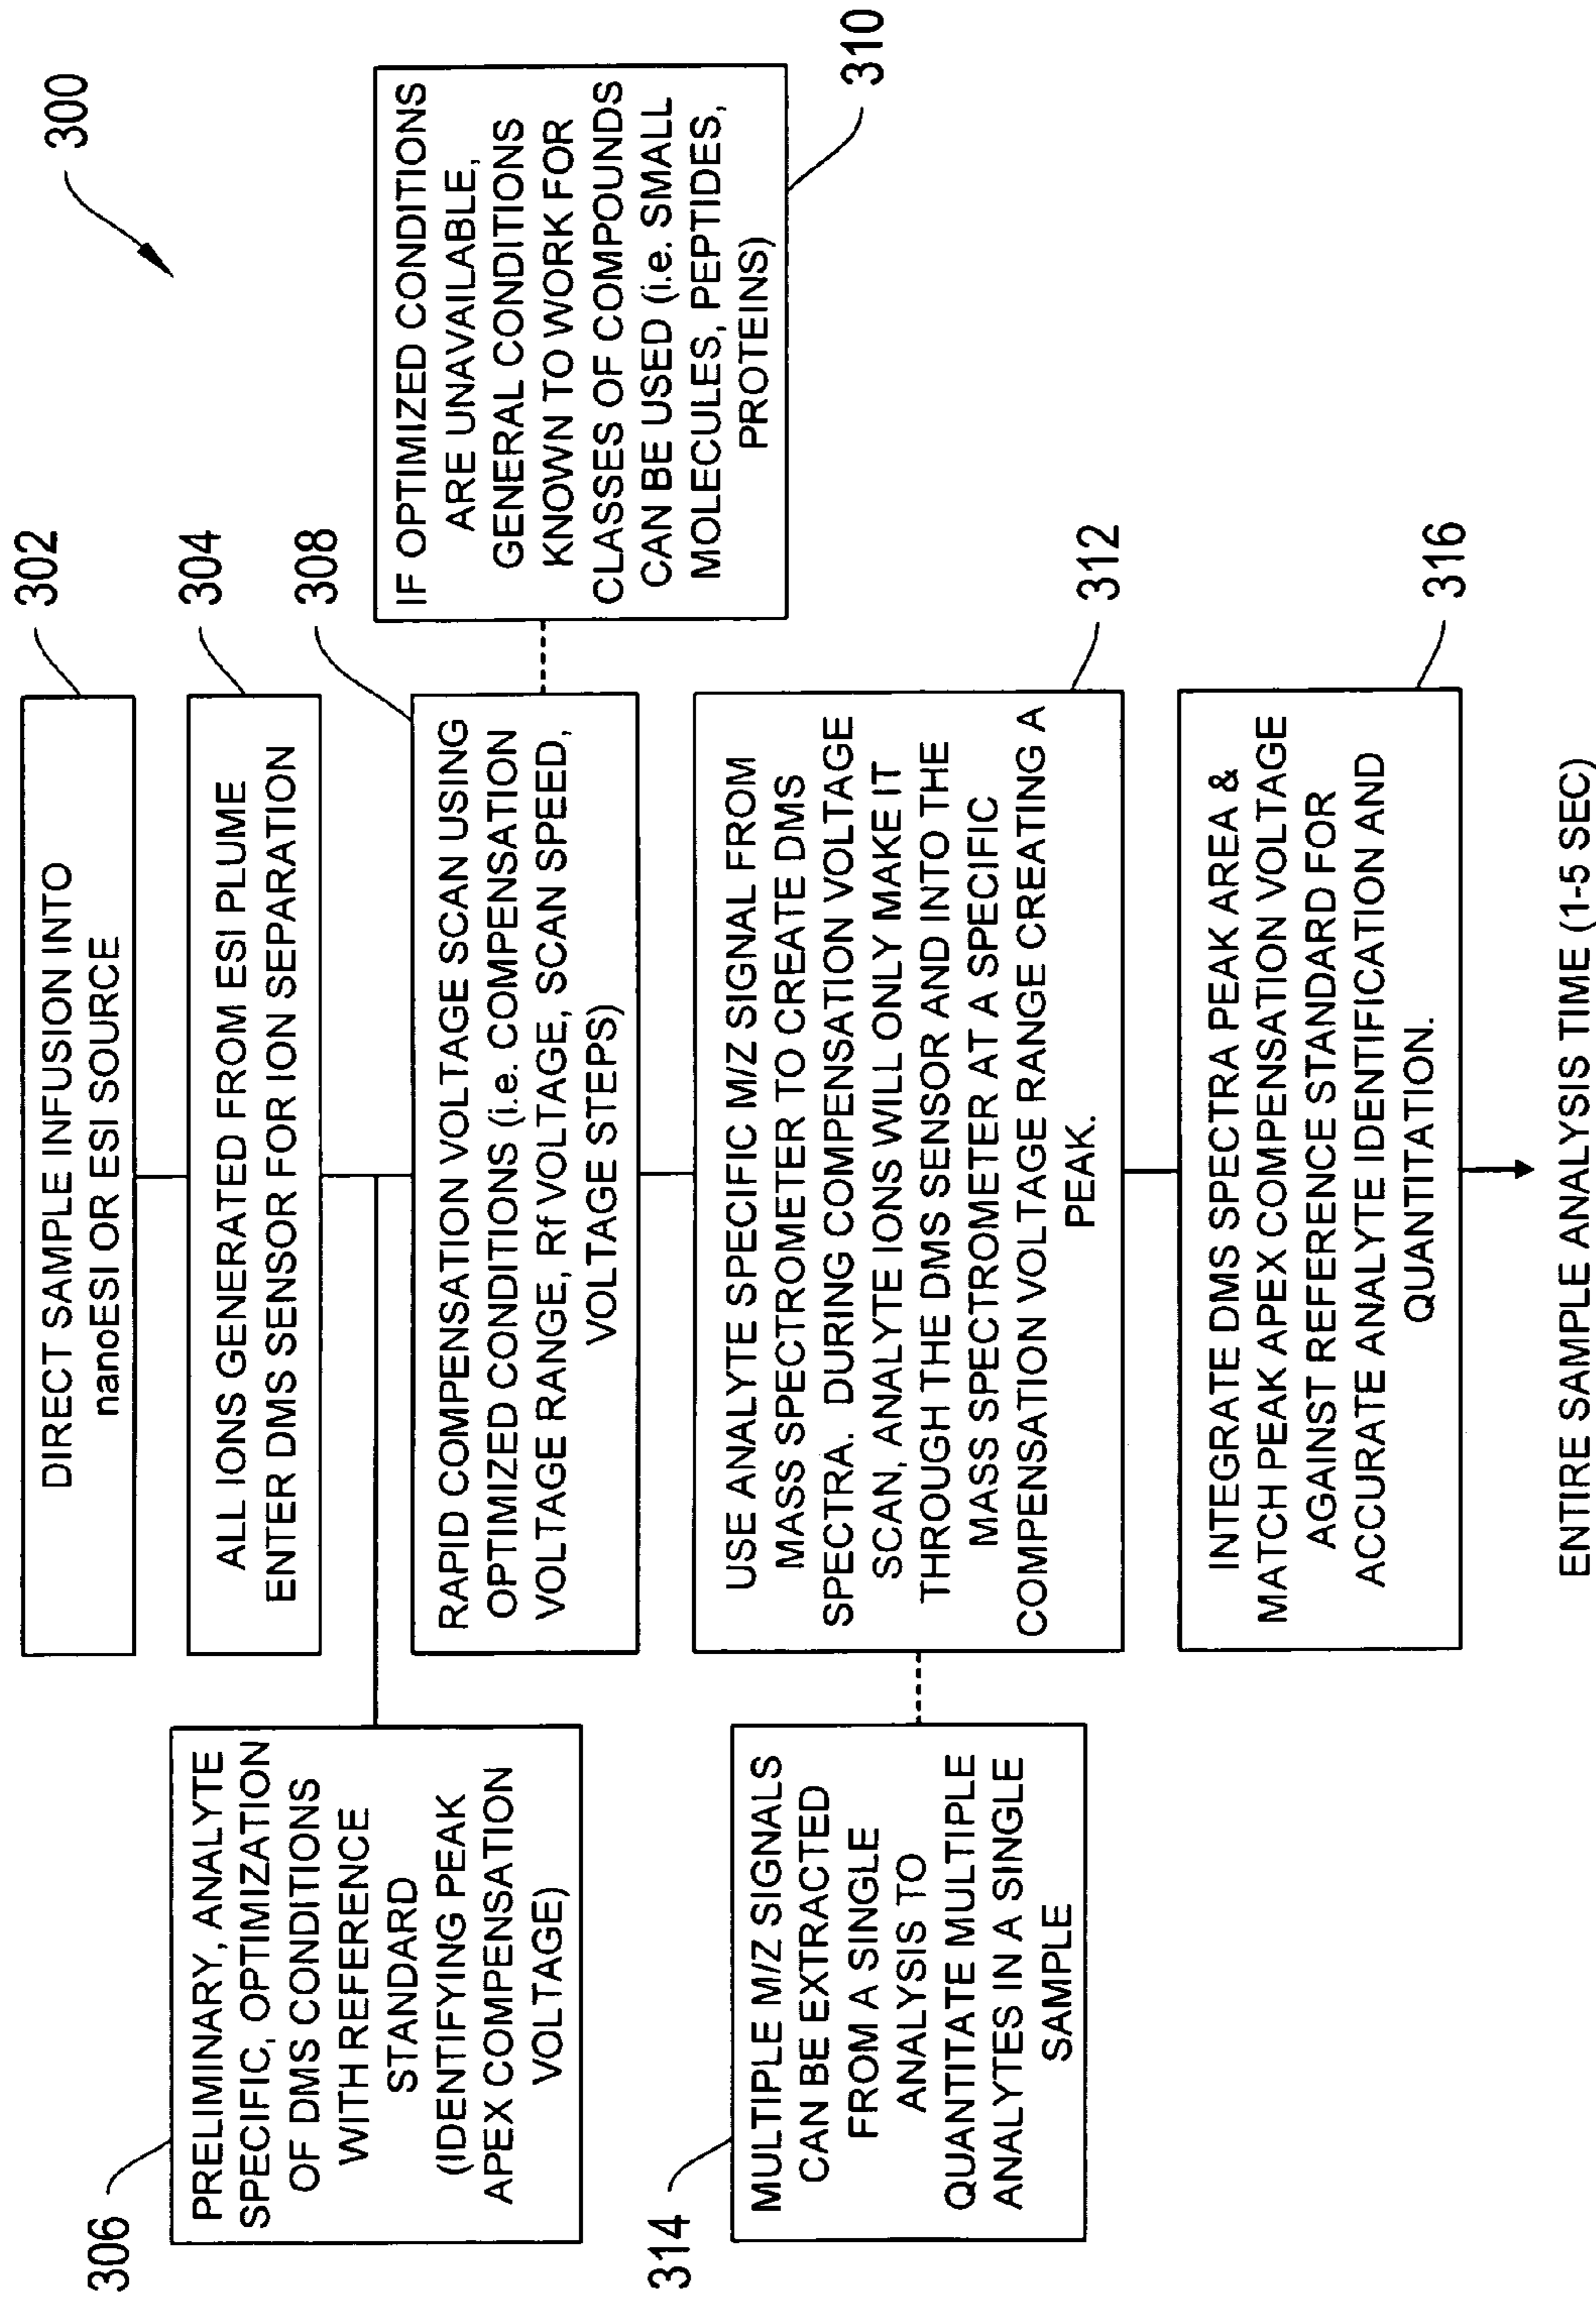 300
302
DIRECT SAMPLE INFUSION INTO
nanoESI OR ESI SOURCE
304
ALL IONS GENERATED FROM ESI PLUME
ENTER DMS SENSOR FOR ION SEPARATION
306
PRELIMINARY, ANALYTE
SPECIFIC, OPTIMIZATION
OF DMS CONDITIONS
WITH REFERENCE
STANDARD
(IDENTIFYING PEAK
APEX COMPENSATION
VOLTAGE)
308
RAPID COMPENSATION VOLTAGE SCAN USING
OPTIMIZED CONDITIONS (i.e. COMPENSATION
VOLTAGE RANGE, Rf VOLTAGE, SCAN SPEED,
VOLTAGE STEPS)
IF OPTIMIZED CONDITIONS
ARE UNAVAILABLE,
GENERAL CONDITIONS
KNOWN TO WORK FOR
CLASSES OF COMPOUNDS
CAN BE USED (i.e. SMALL
MOLECULES, PEPTIDES,
PROTEINS)
310
312
USE ANALYTE SPECIFIC M/Z SIGNAL FROM
MASS SPECTROMETER TO CREATE DMS
SPECTRA. DURING COMPENSATION VOLTAGE
SCAN, ANALYTE IONS WILL ONLY MAKE IT
THROUGH THE DMS SENSOR AND INTO THE
MASS SPECTROMETER AT A SPECIFIC
COMPENSATION VOLTAGE RANGE CREATING A
PEAK.
314
MULTIPLE M/Z SIGNALS
CAN BE EXTRACTED
FROM A SINGLE
ANALYSIS TO
QUANTITATE MULTIPLE
ANALYTES IN A SINGLE
SAMPLE
316
INTEGRATE DMS SPECTRA PEAK AREA &
MATCH PEAK APEX COMPENSATION VOLTAGE
AGAINST REFERENCE STANDARD FOR
ACCURATE ANALYTE IDENTIFICATION AND
QUANTITATION.
ENTIRE SAMPLE ANALYSIS TIME (1-5 SEC)